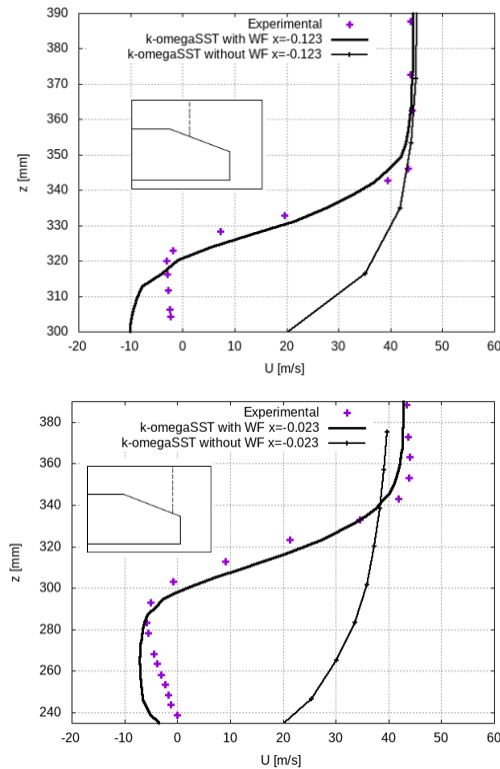 Experimental
k-omegaSST with WF x=-0.123
k-omegaSST without WF x=-0.123
390
380
370
360
350
340
330
320
310
300
z [mm]
-20 -10 0 10 20 30 40 50 60
U [m/s]
Experimental
k-omegaSST with WF x=-0.023
k-omegaSST without WF x=-0.023
380
360
340
320
300
280
260
240
z [mm]
-20 -10 0 10 20 30 40 50 60
U [m/s]